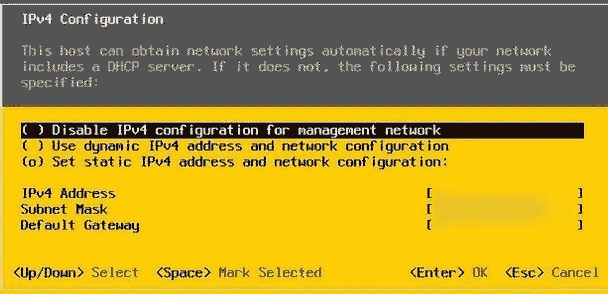 IPv4 Configuration
This host can obtain network settings automatically if your network
includes a DHCP server. If it does not, the following settings must be
specified:
( ) Disable IPv4 configuration for management network
( ) Use dynamic IPv4 address and network configuration
(o) Set static IPv4 address and network configuration:
IPv4 Address [ ]
Subnet Mask [ ]
Default Gateway [ ]
<Up/Down> Select <Space> Mark Selected <Enter> OK <Esc> Cancel